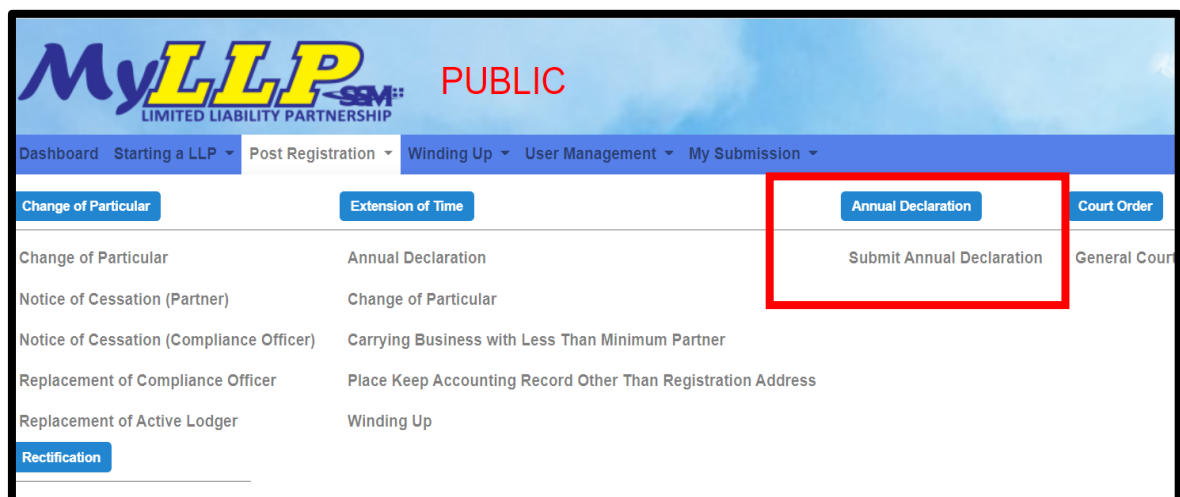 MyLLP SSM PUBLIC
LIMITED LIABILITY PARTNERSHIP
Dashboard Starting a LLP Post Registration Winding Up User Management My Submission
Change of Particular Extension of Time Annual Declaration Court Order
Change of Particular Annual Declaration Submit Annual Declaration General Court
Notice of Cessation (Partner) Change of Particular
Notice of Cessation (Compliance Officer) Carrying Business with Less Than Minimum Partner
Replacement of Compliance Officer Place Keep Accounting Record Other Than Registration Address
Replacement of Active Lodger Winding Up
Rectification